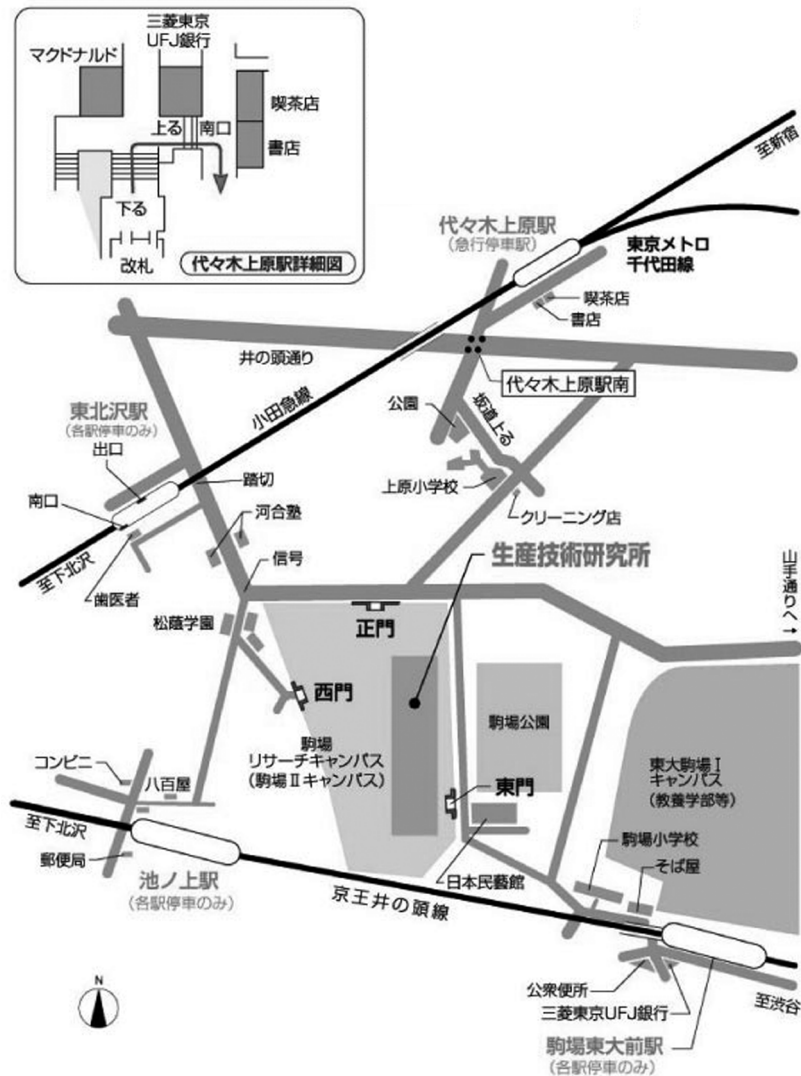 三菱東京
UFJ銀行
マクドナルド
喫茶店
上る
南口
書店
下る
改札
代々木上原駅詳細図
至新宿
代々木上原駅
(急行停車駅)
東京メトロ
千代田線
喫茶店
書店
井の頭通り
代々木上原駅南
小田急線
公園
坂道上る
東北沢駅
(各駅停車のみ)
出口
踏切
上原小学校
南口
河合塾
クリーニング店
至下北沢
信号
生産技術研究所
歯医者
山手通りへ→
松蔭学園
正門
西門
駒場公園
駒場
リサーチキャンパス
(駒場Ⅱキャンパス)
東大駒場Ⅰ
キャンパス
(教養学部等)
コンビニ
八百屋
東門
至下北沢
駒場小学校
郵便局
そば屋
池ノ上駅
(各駅停車のみ)
日本民藝館
京王井の頭線
N
公衆便所
三菱東京UFJ銀行
至渋谷
駒場東大前駅
(各駅停車のみ)